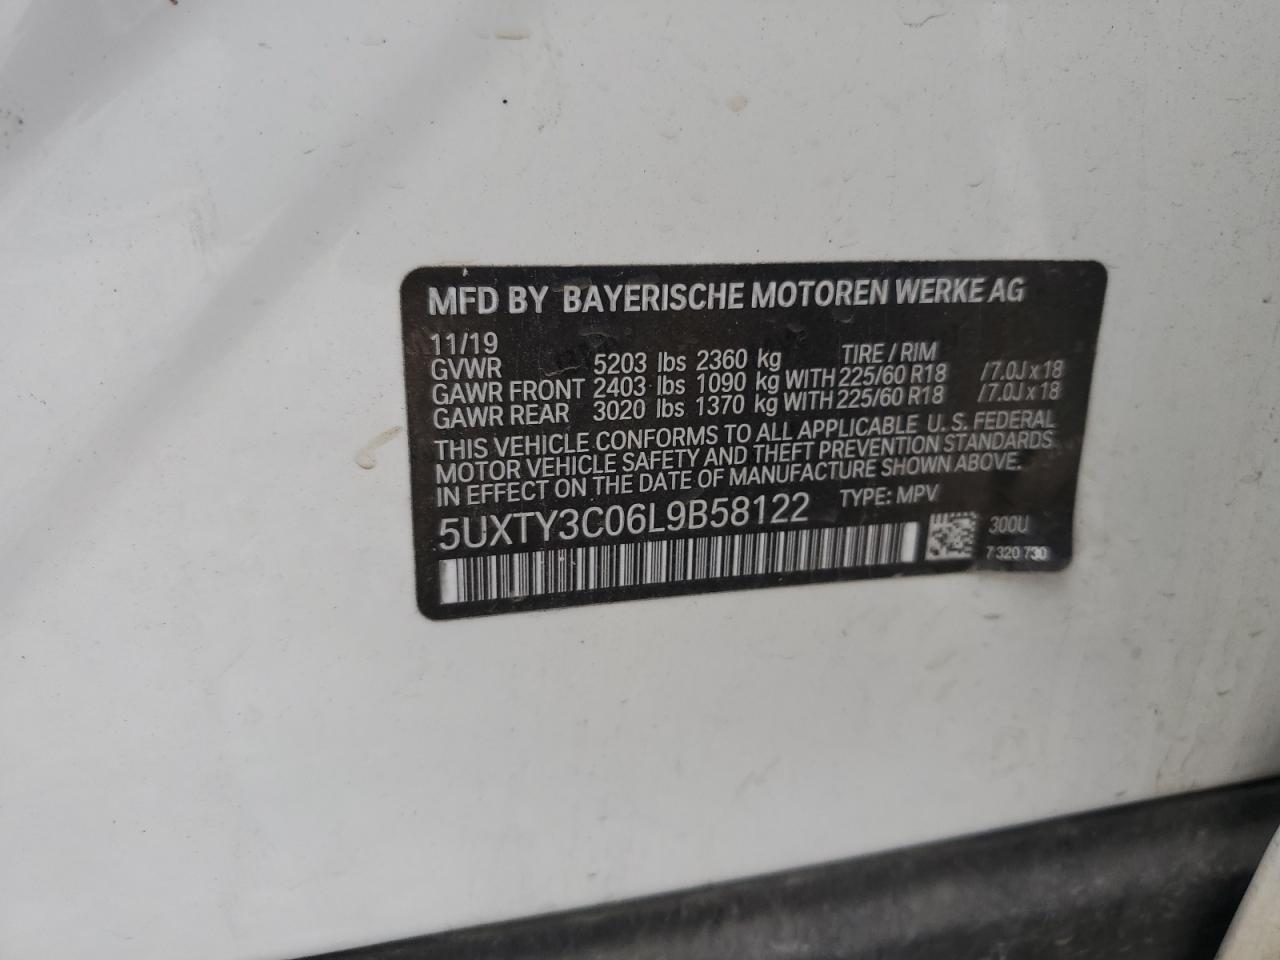 MFD BY BAYERISCHE MOTOREN WERKE AG
11/19 TIRE / RIM
GVWR 5203 lbs 2360 kg
GAWR FRONT 2403 lbs 1090 kg WITH 225/60 R18 /7.0J x 18
GAWR REAR 3020 lbs 1370 kg WITH 225/60 R18 /7.0J x 18
THIS VEHICLE CONFORMS TO ALL APPLICABLE U. S. FEDERAL
MOTOR VEHICLE SAFETY AND THEFT PREVENTION STANDARDS
IN EFFECT ON THE DATE OF MANUFACTURE SHOWN ABOVE.
5UXTY3C06L9B58122 TYPE: MPV
300U
7 320 730